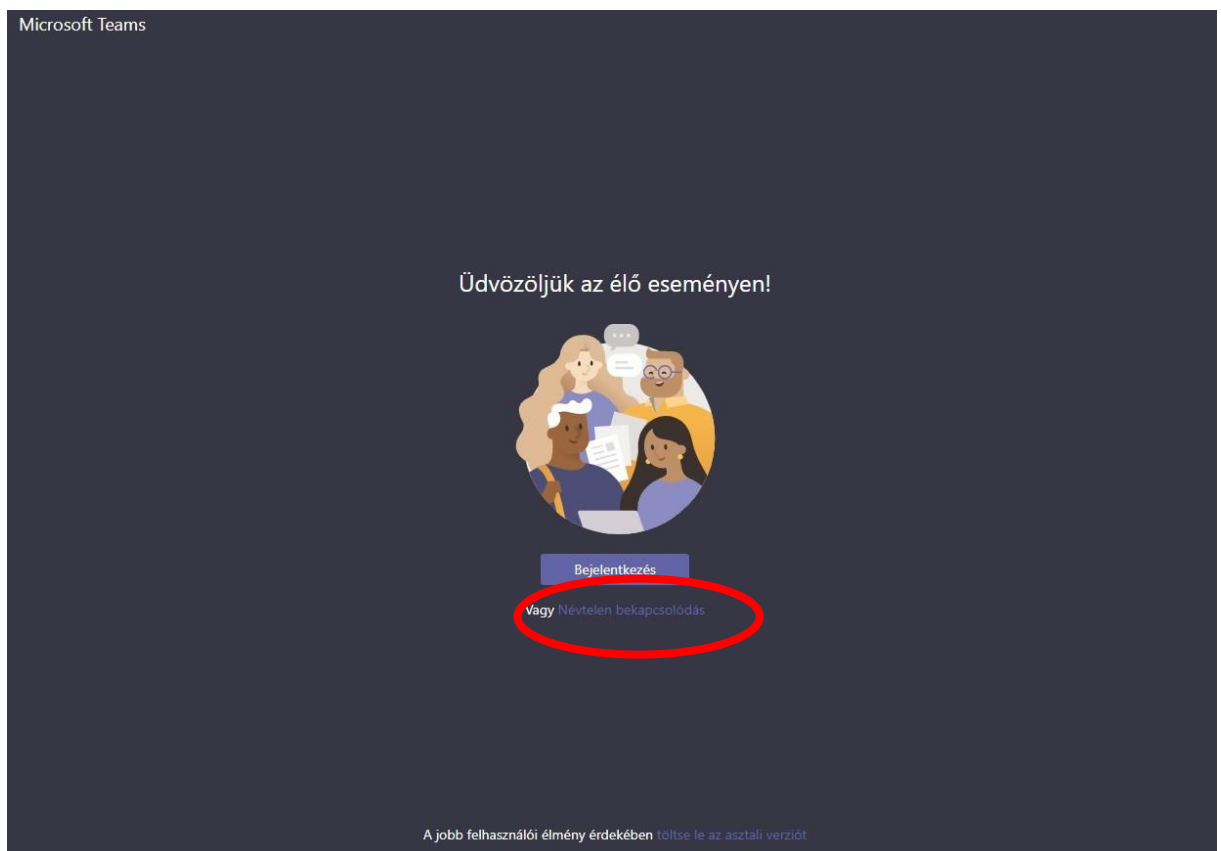 Microsoft Teams
Üdvözöljük az élő eseményen!
Bejelentkezés
Vagy Névtelen bekapcsolódás
A jobb felhasználói élmény érdekében töltse le az asztali verziót